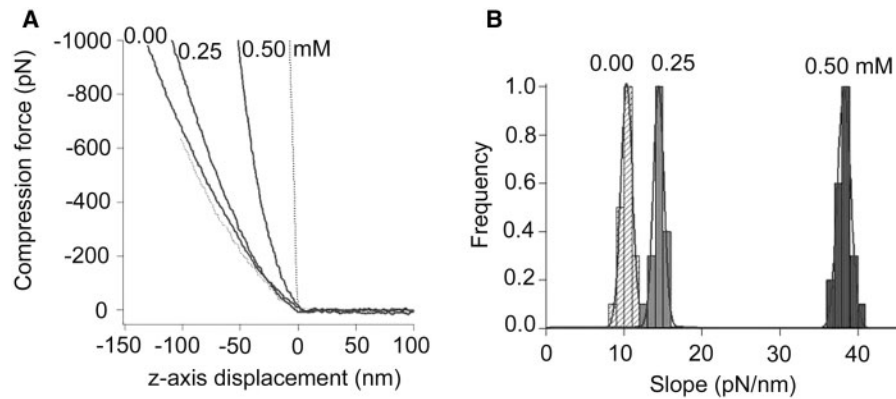 A
0.00
0.25
0.50 mM
-1000
-800
-600
-400
-200
0
Compression force (pN)
-150 -100 -50 0 50 100
z-axis displacement (nm)
B
0.00 0.25 0.50 mM
1.0
0.8
0.6
0.4
0.2
0.0
Frequency
0 10 20 30 40
Slope (pN/nm)